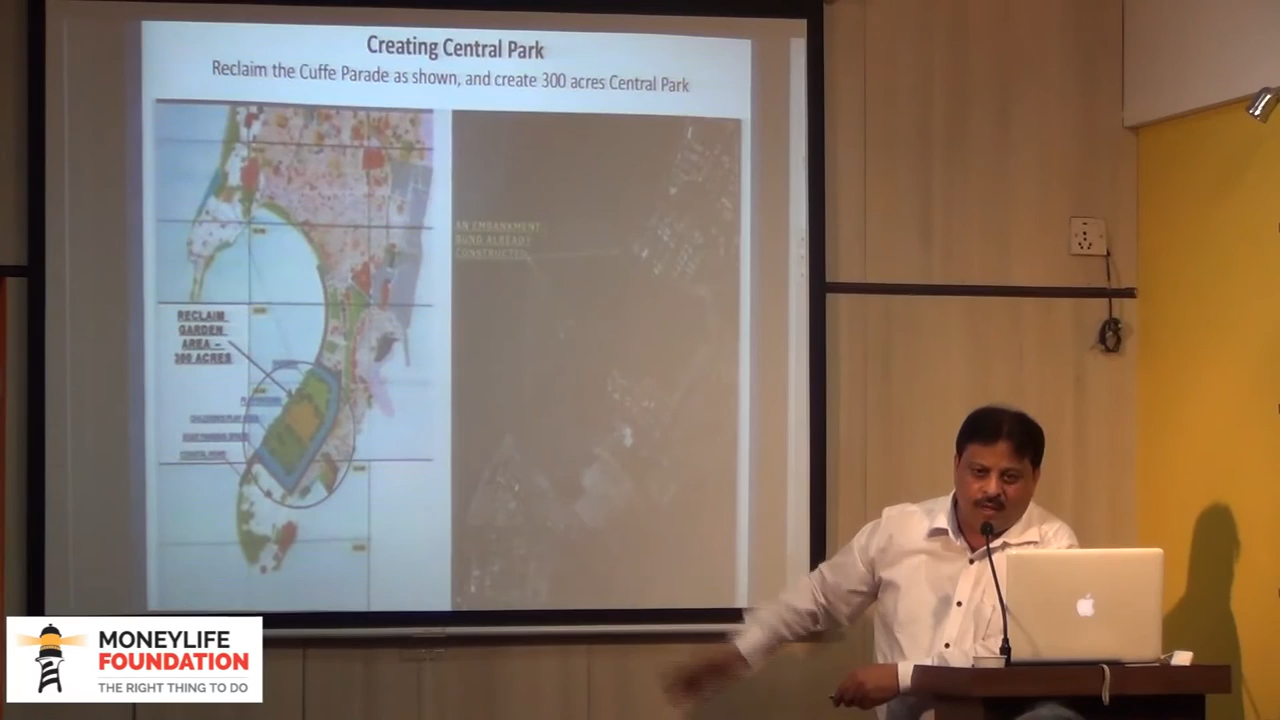 Creating Central Park
Reclaim the Cuffe Parade as shown, and create 300 acres Central Park
AN EMBANKMENT
BUND ALREADY
CONSTRUCTED
RECLAIM
GARDEN
AREA –
300 ACRES
MONEYLIFE
FOUNDATION
THE RIGHT THING TO DO